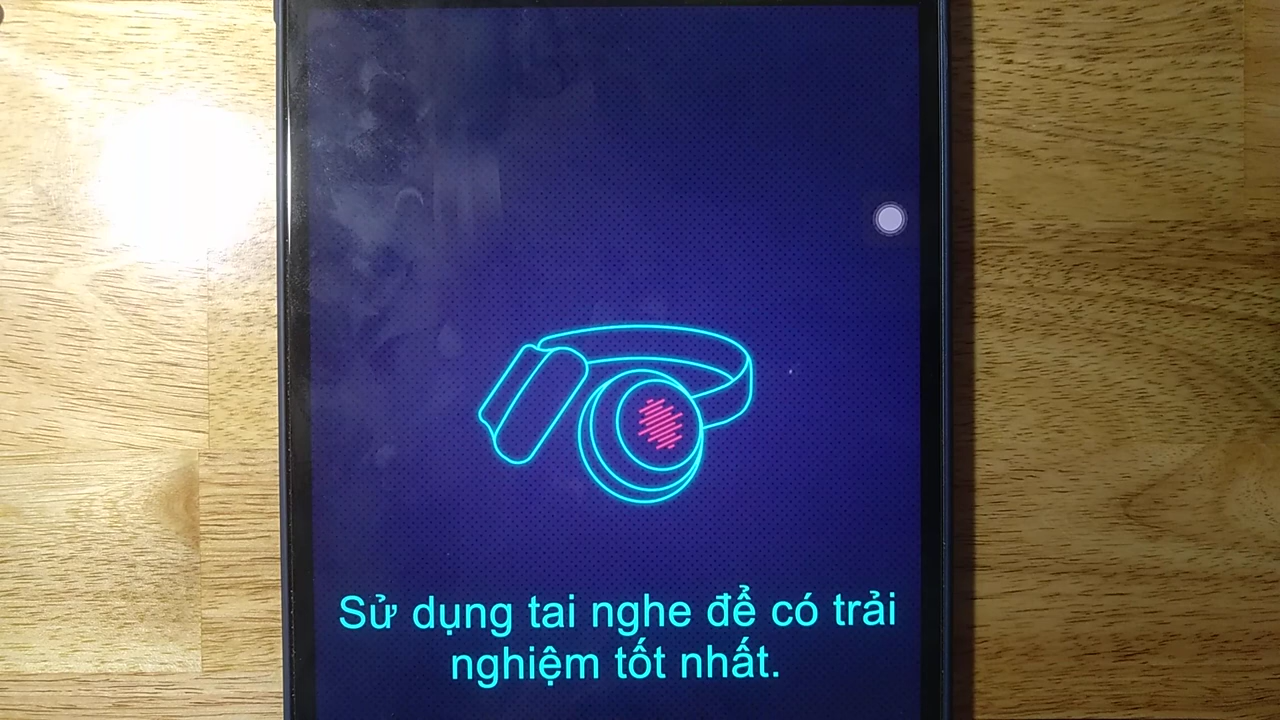 Sử dụng tai nghe để có trải
nghiệm tốt nhất.